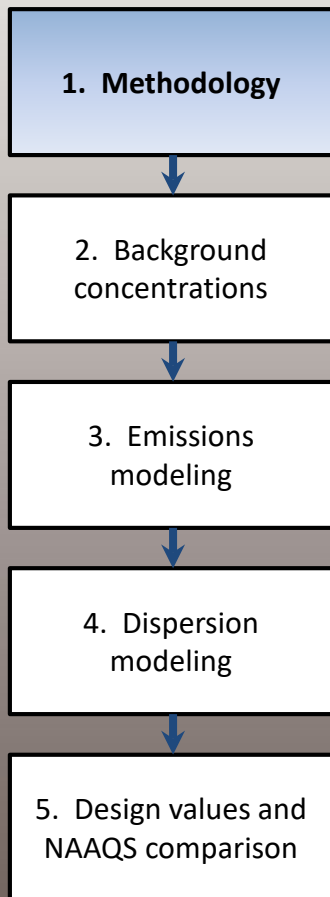 1. Methodology
2. Background
concentrations
3. Emissions
modeling
4. Dispersion
modeling
5. Design values and
NAAQS comparison